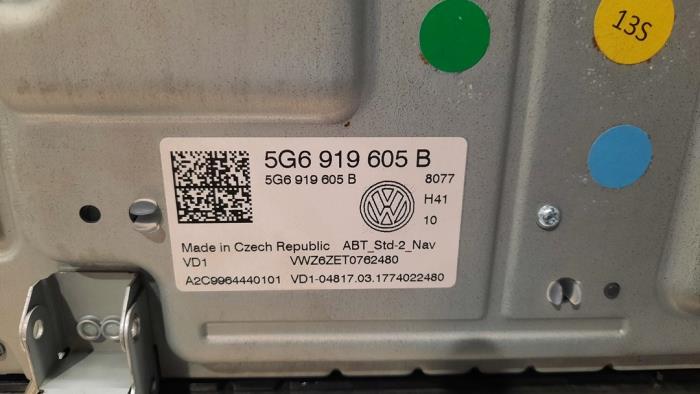 13S
5G6 919 605 B
5G6 919 605 B 8077
H41
10
Made in Czech Republic ABT_Std-2_Nav
VD1 VWZ6ZET0762480
A2C9964440101 VD1-04817.03.1774022480